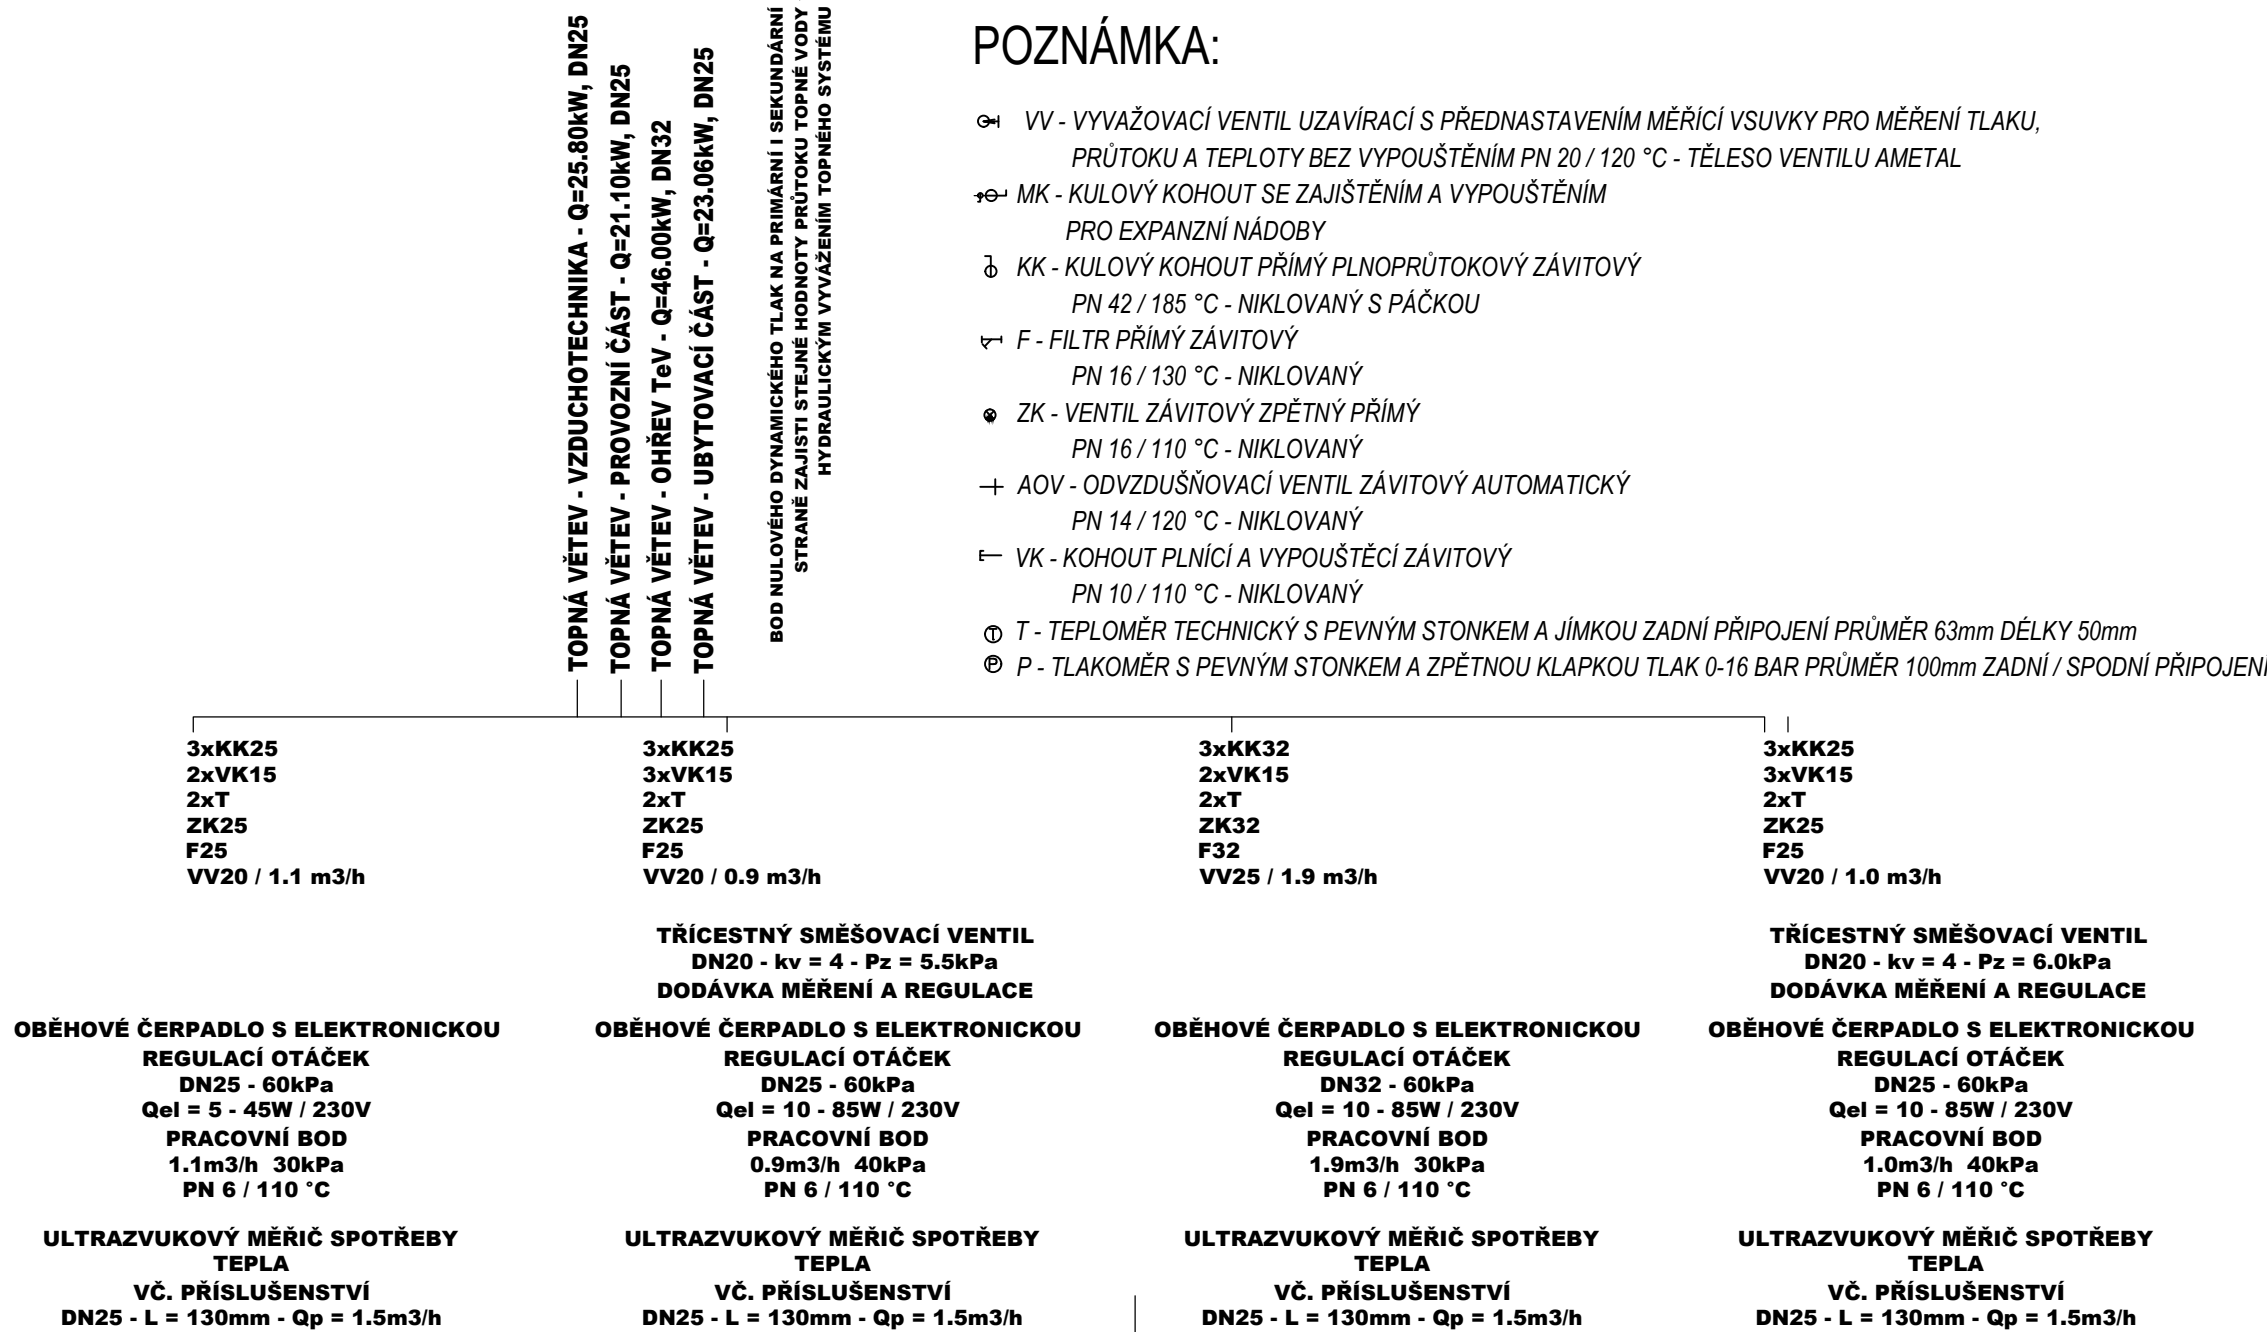 TOPNÁ VĚTEV - VZDUCHOTECHNIKA - Q=25.80kW, DN25
TOPNÁ VĚTEV - PROVOZNÍ ČÁST - Q=21.10kW, DN25
TOPNÁ VĚTEV - OHŘEV TeV - Q=46.00kW, DN32
TOPNÁ VĚTEV - UBYTOVACÍ ČÁST - Q=23.06kW, DN25
BOD NULOVÉHO DYNAMICKÉHO TLAK NA PRIMÁRNÍ I SEKUNDÁRNÍ
STRANĚ ZAJISTI STEJNÉ HODNOTY PRŮTOKU TOPNÉ VODY
HYDRAULICKÝM VYVÁŽENÍM TOPNÉHO SYSTÉMU
POZNÁMKA:
VV - VYVAŽOVACÍ VENTIL UZAVÍRACÍ S PŘEDNASTAVENÍM MĚŘÍCÍ VSUVKY PRO MĚŘENÍ TLAKU,
PRŮTOKU A TEPLOTY BEZ VYPOUŠTĚNÍM PN 20 / 120 °C - TĚLESO VENTILU AMETAL
MK - KULOVÝ KOHOUT SE ZAJIŠTĚNÍM A VYPOUŠTĚNÍM
PRO EXPANZNÍ NÁDOBY
KK - KULOVÝ KOHOUT PŘÍMÝ PLNOPRŮTOKOVÝ ZÁVITOVÝ
PN 42 / 185 °C - NIKLOVANÝ S PÁČKOU
F - FILTR PŘÍMÝ ZÁVITOVÝ
PN 16 / 130 °C - NIKLOVANÝ
ZK - VENTIL ZÁVITOVÝ ZPĚTNÝ PŘÍMÝ
PN 16 / 110 °C - NIKLOVANÝ
AOV - ODVZDUŠŇOVACÍ VENTIL ZÁVITOVÝ AUTOMATICKÝ
PN 14 / 120 °C - NIKLOVANÝ
VK - KOHOUT PLNÍCÍ A VYPOUŠTĚCÍ ZÁVITOVÝ
PN 10 / 110 °C - NIKLOVANÝ
T T - TEPLOMĚR TECHNICKÝ S PEVNÝM STONKEM A JÍMKOU ZADNÍ PŘIPOJENÍ PRŮMĚR 63mm DÉLKY 50mm
P P - TLAKOMĚR S PEVNÝM STONKEM A ZPĚTNOU KLAPKOU TLAK 0-16 BAR PRŮMĚR 100mm ZADNÍ / SPODNÍ PŘIPOJENÍ
3xKK25
2xVK15
2xT
ZK25
F25
VV20 / 1.1 m3/h
OBĚHOVÉ ČERPADLO S ELEKTRONICKOU
REGULACÍ OTÁČEK
DN25 - 60kPa
Qel = 5 - 45W / 230V
PRACOVNÍ BOD
1.1m3/h 30kPa
PN 6 / 110 °C
ULTRAZVUKOVÝ MĚŘIČ SPOTŘEBY
TEPLA
VČ. PŘÍSLUŠENSTVÍ
DN25 - L = 130mm - Qp = 1.5m3/h
3xKK25
3xVK15
2xT
ZK25
F25
VV20 / 0.9 m3/h
TŘÍCESTNÝ SMĚŠOVACÍ VENTIL
DN20 - kv = 4 - Pz = 5.5kPa
DODÁVKA MĚŘENÍ A REGULACE
OBĚHOVÉ ČERPADLO S ELEKTRONICKOU
REGULACÍ OTÁČEK
DN25 - 60kPa
Qel = 10 - 85W / 230V
PRACOVNÍ BOD
0.9m3/h 40kPa
PN 6 / 110 °C
ULTRAZVUKOVÝ MĚŘIČ SPOTŘEBY
TEPLA
VČ. PŘÍSLUŠENSTVÍ
DN25 - L = 130mm - Qp = 1.5m3/h
3xKK32
2xVK15
2xT
ZK32
F32
VV25 / 1.9 m3/h
OBĚHOVÉ ČERPADLO S ELEKTRONICKOU
REGULACÍ OTÁČEK
DN32 - 60kPa
Qel = 10 - 85W / 230V
PRACOVNÍ BOD
1.9m3/h 30kPa
PN 6 / 110 °C
ULTRAZVUKOVÝ MĚŘIČ SPOTŘEBY
TEPLA
VČ. PŘÍSLUŠENSTVÍ
DN25 - L = 130mm - Qp = 1.5m3/h
3xKK25
3xVK15
2xT
ZK25
F25
VV20 / 1.0 m3/h
TŘÍCESTNÝ SMĚŠOVACÍ VENTIL
DN20 - kv = 4 - Pz = 6.0kPa
DODÁVKA MĚŘENÍ A REGULACE
OBĚHOVÉ ČERPADLO S ELEKTRONICKOU
REGULACÍ OTÁČEK
DN25 - 60kPa
Qel = 10 - 85W / 230V
PRACOVNÍ BOD
1.0m3/h 40kPa
PN 6 / 110 °C
ULTRAZVUKOVÝ MĚŘIČ SPOTŘEBY
TEPLA
VČ. PŘÍSLUŠENSTVÍ
DN25 - L = 130mm - Qp = 1.5m3/h